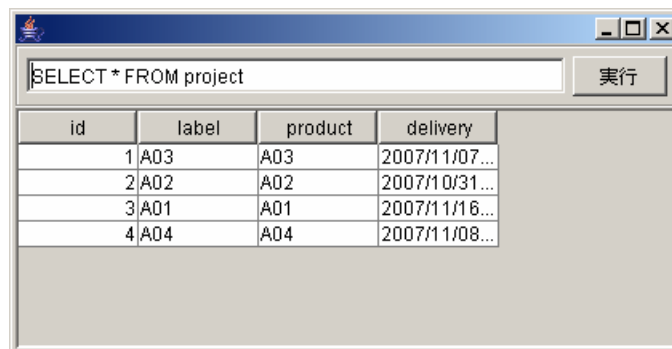 SELECT * FROM project
実行
id label product delivery
1 A03 A03 2007/11/07...
2 A02 A02 2007/10/31...
3 A01 A01 2007/11/16...
4 A04 A04 2007/11/08...